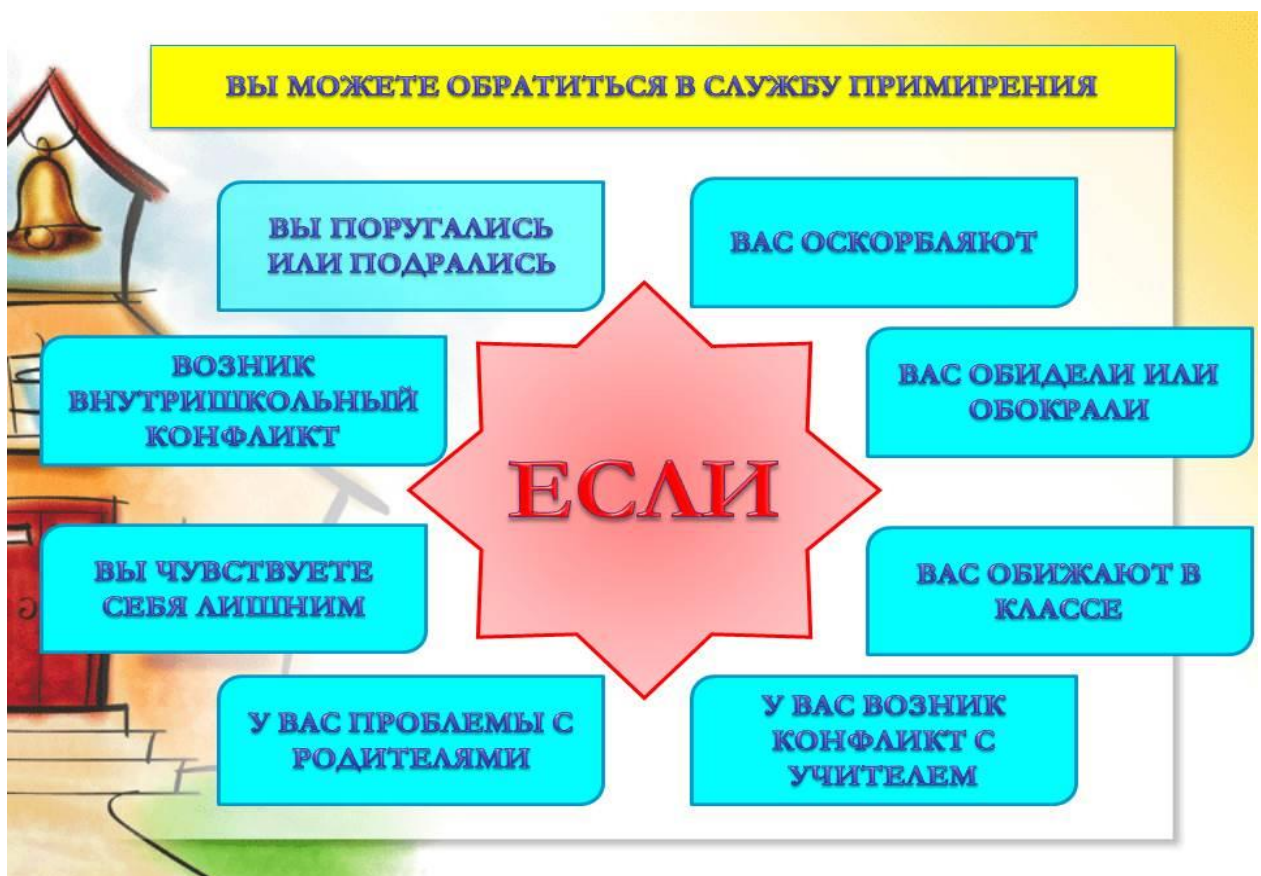 ВЫ МОЖЕТЕ ОБРАТИТЬСЯ В СЛУЖБУ ПРИМИРЕНИЯ
ВЫ ПОРУГАЛИСЬ
ИЛИ ПОДРАЛИСЬ
ВАС ОСКОРБЛЯЮТ
ВОЗНИК
ВНУТРИШКОЛЬНЫЙ
КОНФЛИКТ
ВАС ОБИДЕЛИ ИЛИ
ОБОКРАЛИ
ЕСЛИ
ВЫ ЧУВСТВУЕТЕ
СЕБЯ ЛИШНИМ
ВАС ОБИЖАЮТ В
КЛАССЕ
У ВАС ПРОБЛЕМЫ С
РОДИТЕЛЯМИ
У ВАС ВОЗНИК
КОНФЛИКТ С
УЧИТЕЛЕМ